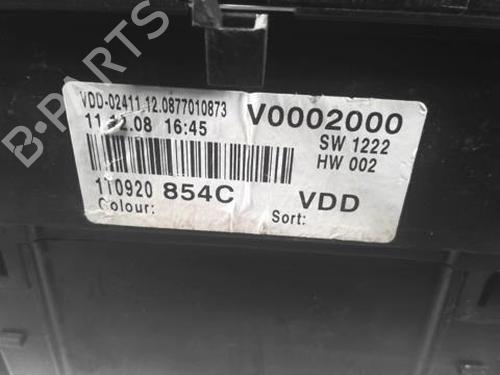 B-PARTS
VDD-02411.12.0877010873
11.12.08 16:45
V0002000
SW 1222
HW 002
110920 854C
VDD
Colour:
Sort: